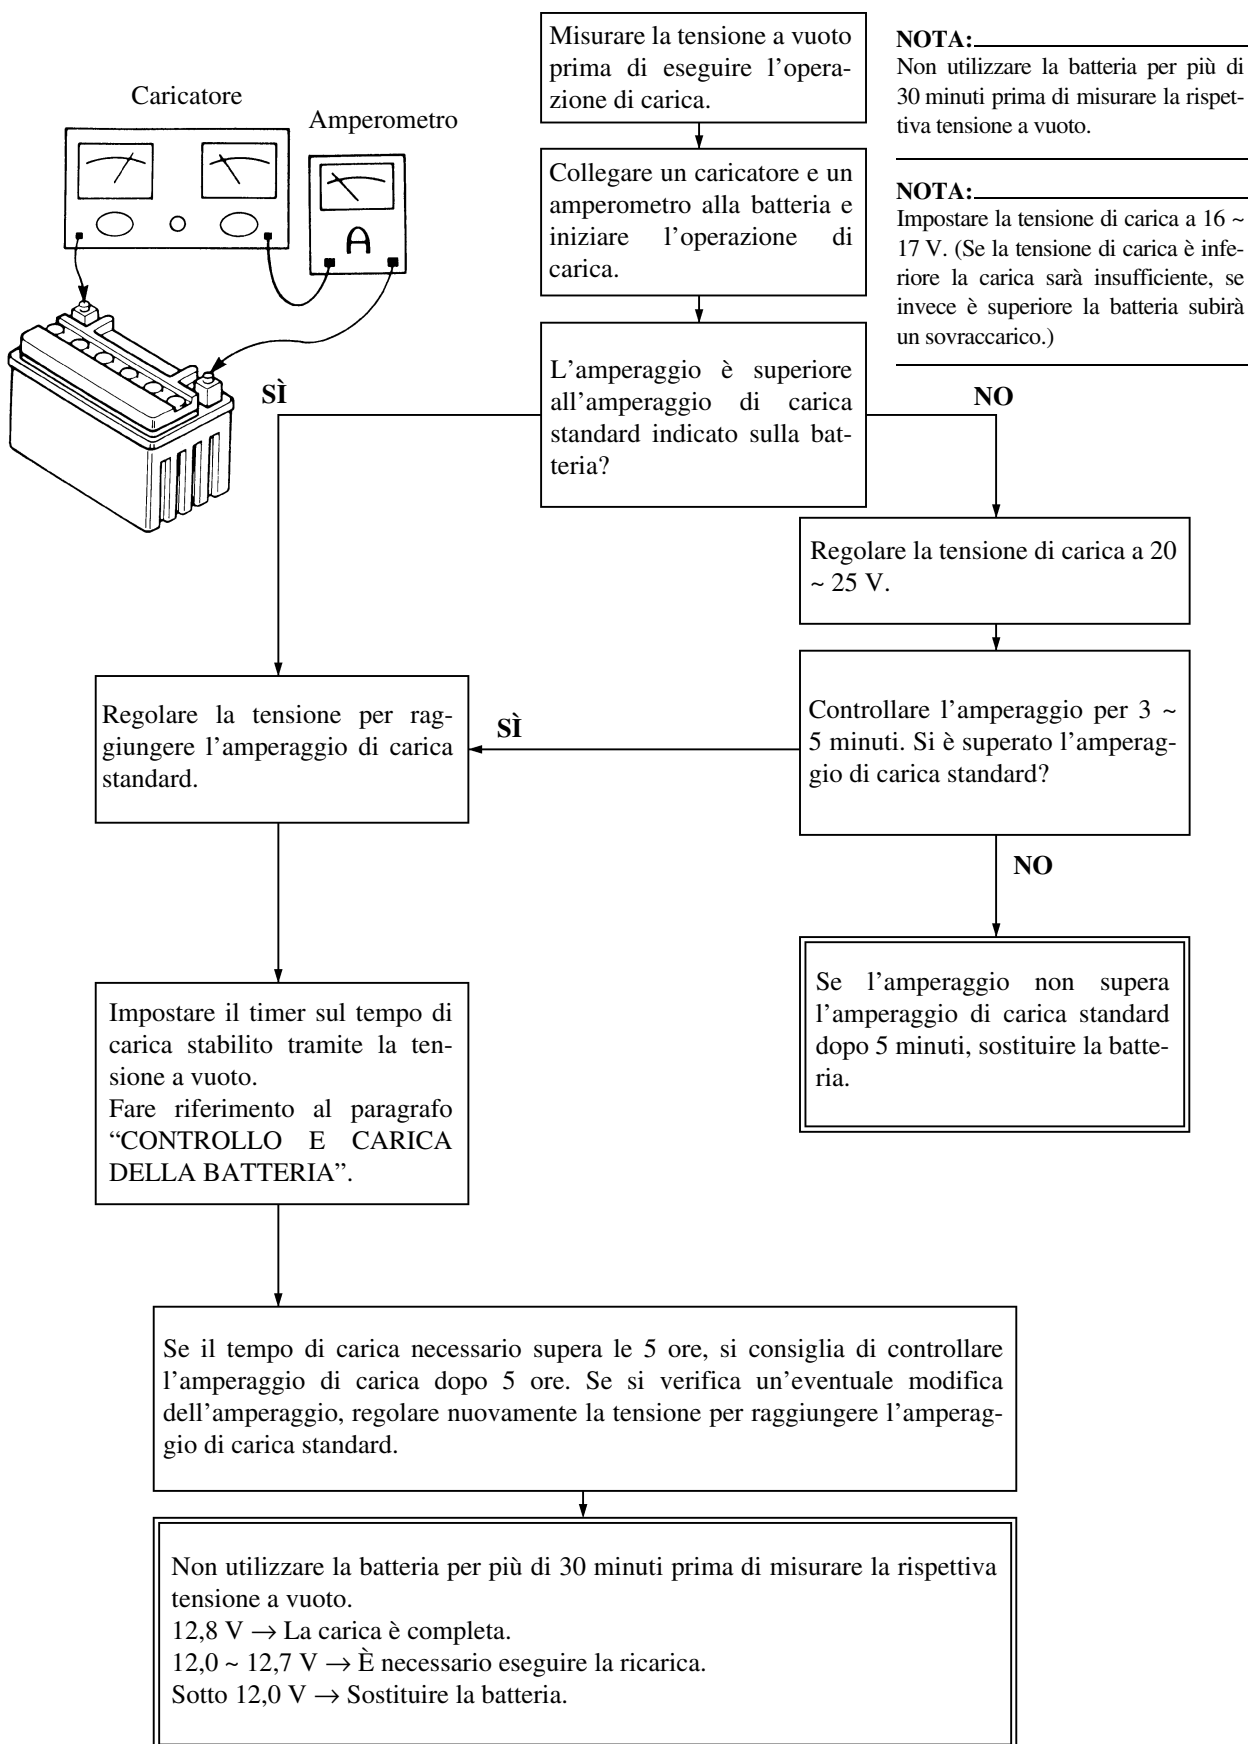 Caricatore
Amperometro
A
Misurare la tensione a vuoto
prima di eseguire l’opera-
zione di carica.
NOTA:
Non utilizzare la batteria per più di
30 minuti prima di misurare la rispet-
tiva tensione a vuoto.
Collegare un caricatore e un
amperometro alla batteria e
iniziare l’operazione di
carica.
NOTA:
Impostare la tensione di carica a 16 ~
17 V. (Se la tensione di carica è infe-
riore la carica sarà insufficiente, se
invece è superiore la batteria subirà
un sovraccarico.)
L’amperaggio è superiore
all’amperaggio di carica
standard indicato sulla bat-
teria?
SÌ
NO
Regolare la tensione di carica a 20
~ 25 V.
Regolare la tensione per rag-
giungere l’amperaggio di carica
standard.
SÌ
Controllare l’amperaggio per 3 ~
5 minuti. Si è superato l’amperag-
gio di carica standard?
NO
Se l’amperaggio non supera
l’amperaggio di carica standard
dopo 5 minuti, sostituire la batte-
ria.
Impostare il timer sul tempo di
carica stabilito tramite la ten-
sione a vuoto.
Fare riferimento al paragrafo
“CONTROLLO E CARICA
DELLA BATTERIA”.
Se il tempo di carica necessario supera le 5 ore, si consiglia di controllare
l’amperaggio di carica dopo 5 ore. Se si verifica un’eventuale modifica
dell’amperaggio, regolare nuovamente la tensione per raggiungere l’amperag-
gio di carica standard.
Non utilizzare la batteria per più di 30 minuti prima di misurare la rispettiva
tensione a vuoto.
12,8 V → La carica è completa.
12,0 ~ 12,7 V → È necessario eseguire la ricarica.
Sotto 12,0 V → Sostituire la batteria.